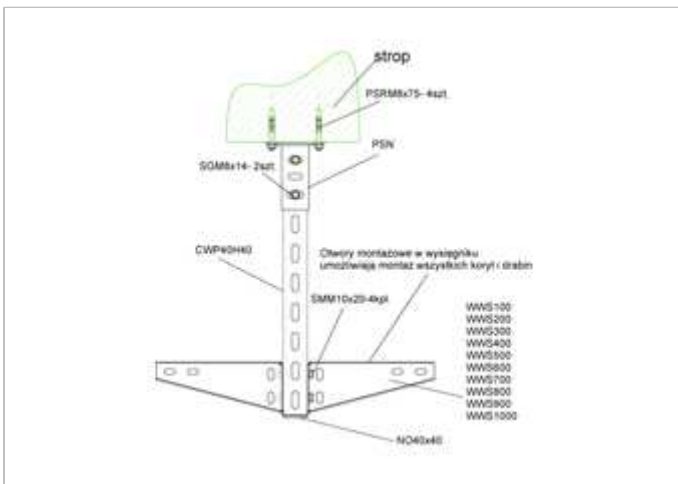 strop
PSRM8x75- 4szt.
PSN
SGM8x14- 2szt.
CWP40H40
Otwory montażowe w wysięgniku
umożliwiają montaż wszystkich koryt i drabin
SMM10x20-4kpl.
WWS100
WWS200
WWS300
WWS400
WWS500
WWS600
WWS700
WWS800
WWS900
WWS1000
NO40x40